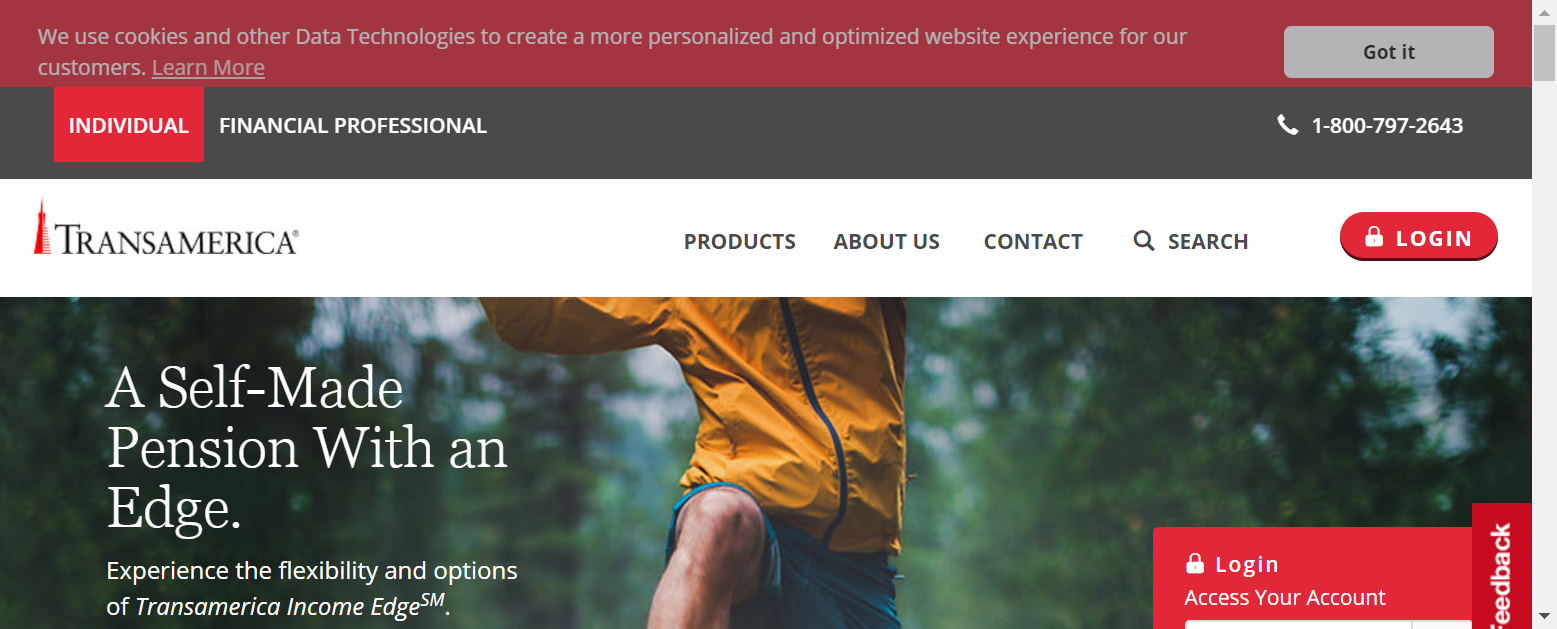 We use cookies and other Data Technologies to create a more personalized and optimized website experience for our
customers. Learn More
Got it
INDIVIDUAL
FINANCIAL PROFESSIONAL
1-800-797-2643
TRANSAMERICA®
PRODUCTS
ABOUT US
CONTACT
SEARCH
LOGIN
A Self-Made
Pension With an
Edge.
Experience the flexibility and options
of Transamerica Income EdgeSM.
Login
Access Your Account
Feedback